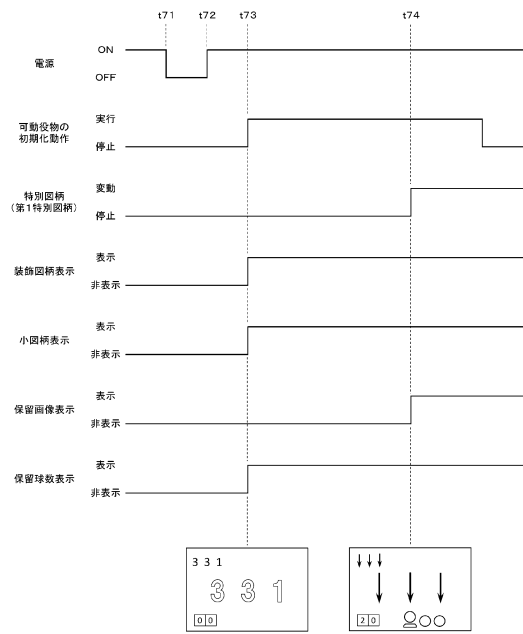 t71 t72 t73 t74
電源
ON
OFF
可動役物の
初期化動作
実行
停止
特別図柄
(第1特別図柄)
変動
停止
装飾図柄表示
表示
非表示
小図柄表示
表示
非表示
保留画像表示
表示
非表示
保留球数表示
表示
非表示
3 3 1
3 3 1
0 0
↓ ↓ ↓
↓ ↓ ↓
2 0